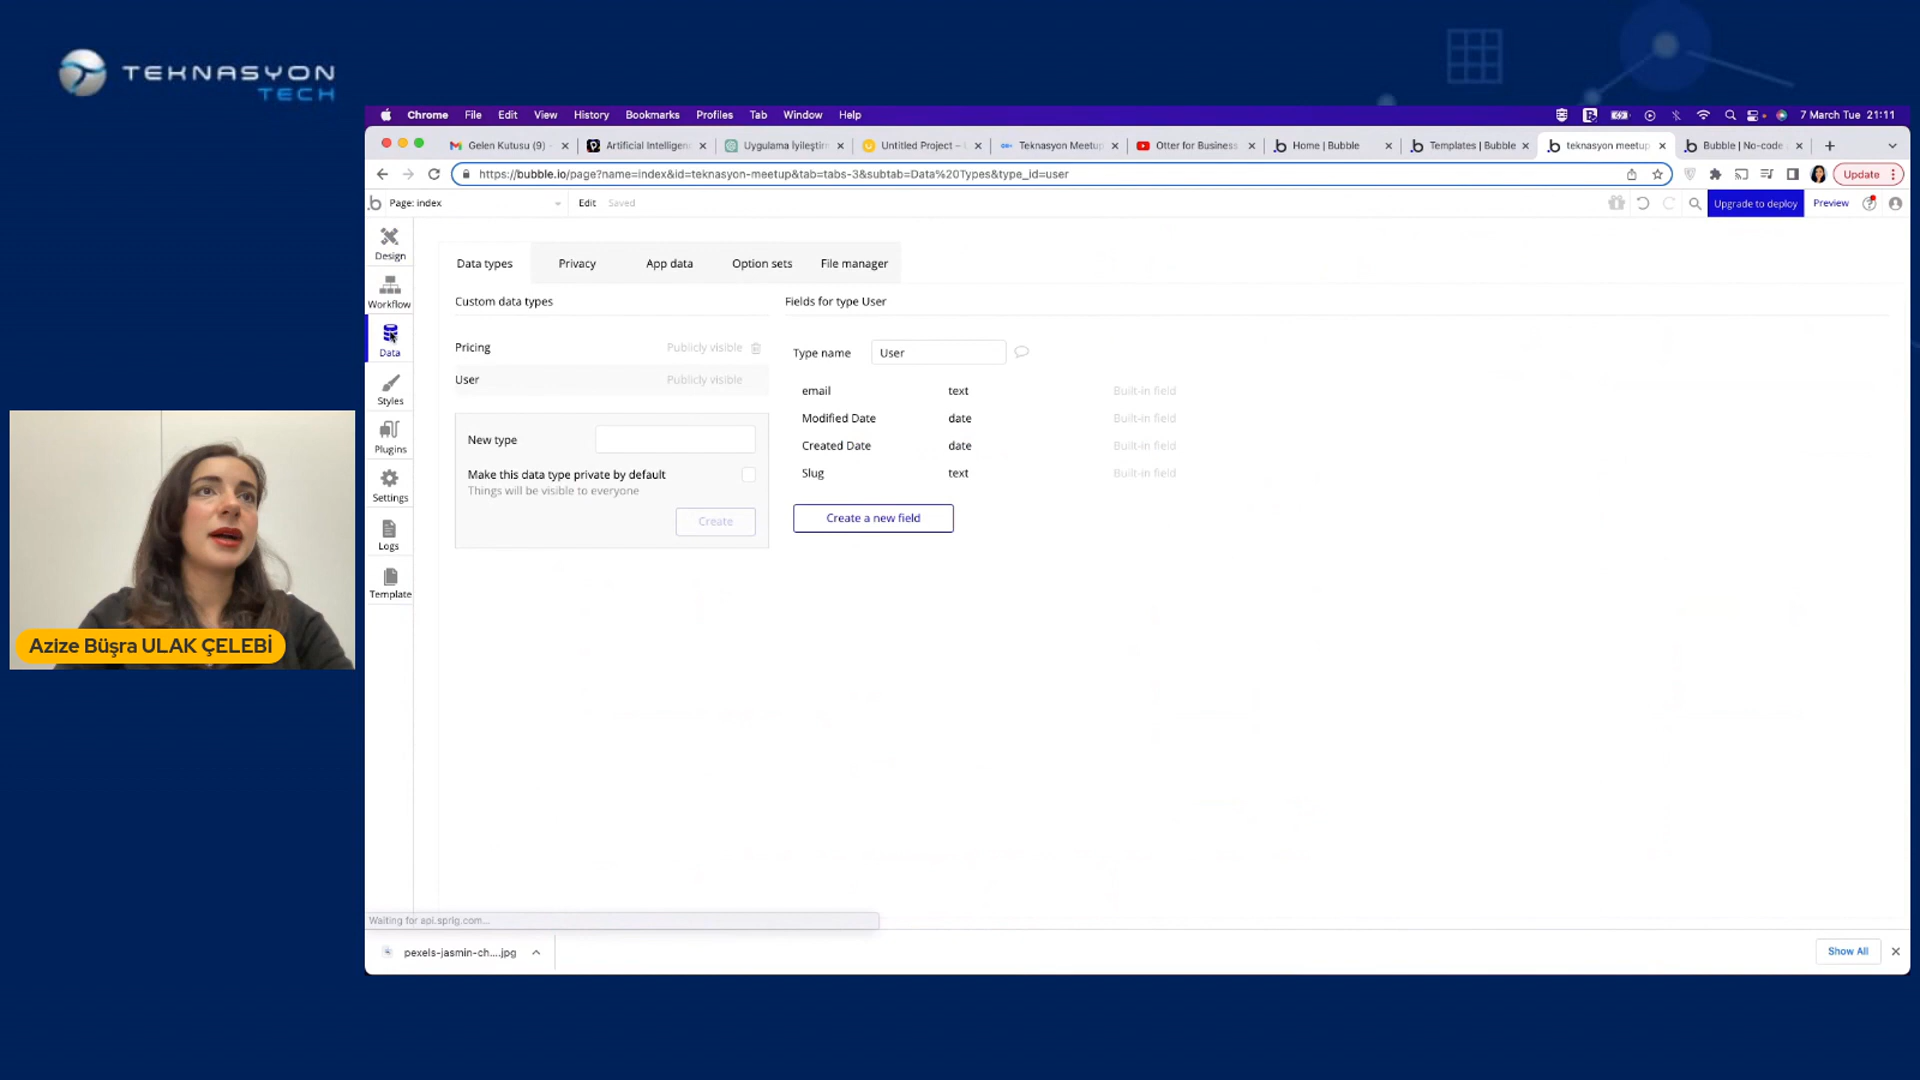 TEKNASYON
TECH
Chrome File Edit View History Bookmarks Profiles Tab Window Help
7 March Tue 21:11
Gelen Kutusu (9)
Artificial Intelligen
Uygulama İyileştirm
Untitled Project –
Teknasyon Meetup
Otter for Business
Home | Bubble
Templates | Bubble
teknasyon meetup
Bubble | No-code
https://bubble.io/page?name=index&id=teknasyon-meetup&tab=tabs-3&subtab=Data%20Types&type_id=user
Update
Page: index
Edit
Saved
Upgrade to deploy
Preview
Design
Workflow
Data
Styles
Plugins
Settings
Logs
Template
Data types
Privacy
App data
Option sets
File manager
Custom data types
Pricing Publicly visible
User Publicly visible
New type
Make this data type private by default
Things will be visible to everyone
Create
Fields for type User
Type name User
email text Built-in field
Modified Date date Built-in field
Created Date date Built-in field
Slug text Built-in field
Create a new field
Azize Büşra ULAK ÇELEBİ
Waiting for api.sprig.com...
pexels-jasmin-ch....jpg
Show All